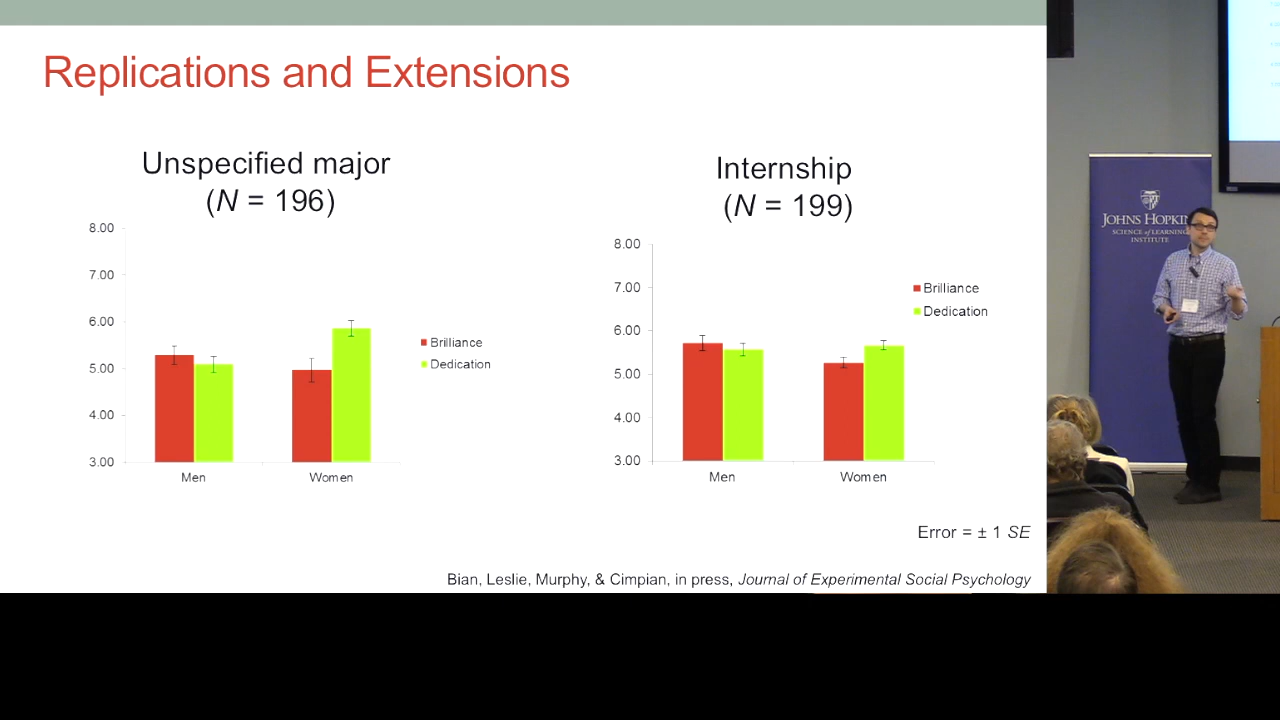 Replications and Extensions
Unspecified major
(N = 196)
8.00
7.00
6.00
5.00
4.00
3.00
Men
Women
Brilliance
Dedication
Internship
(N = 199)
8.00
7.00
6.00
5.00
4.00
3.00
Men
Women
Brilliance
Dedication
Error = ± 1 SE
Bian, Leslie, Murphy, & Cimpian, in press, Journal of Experimental Social Psychology
JOHNS HOPKIN
SCIENCE of LEARNING
INSTITUTE